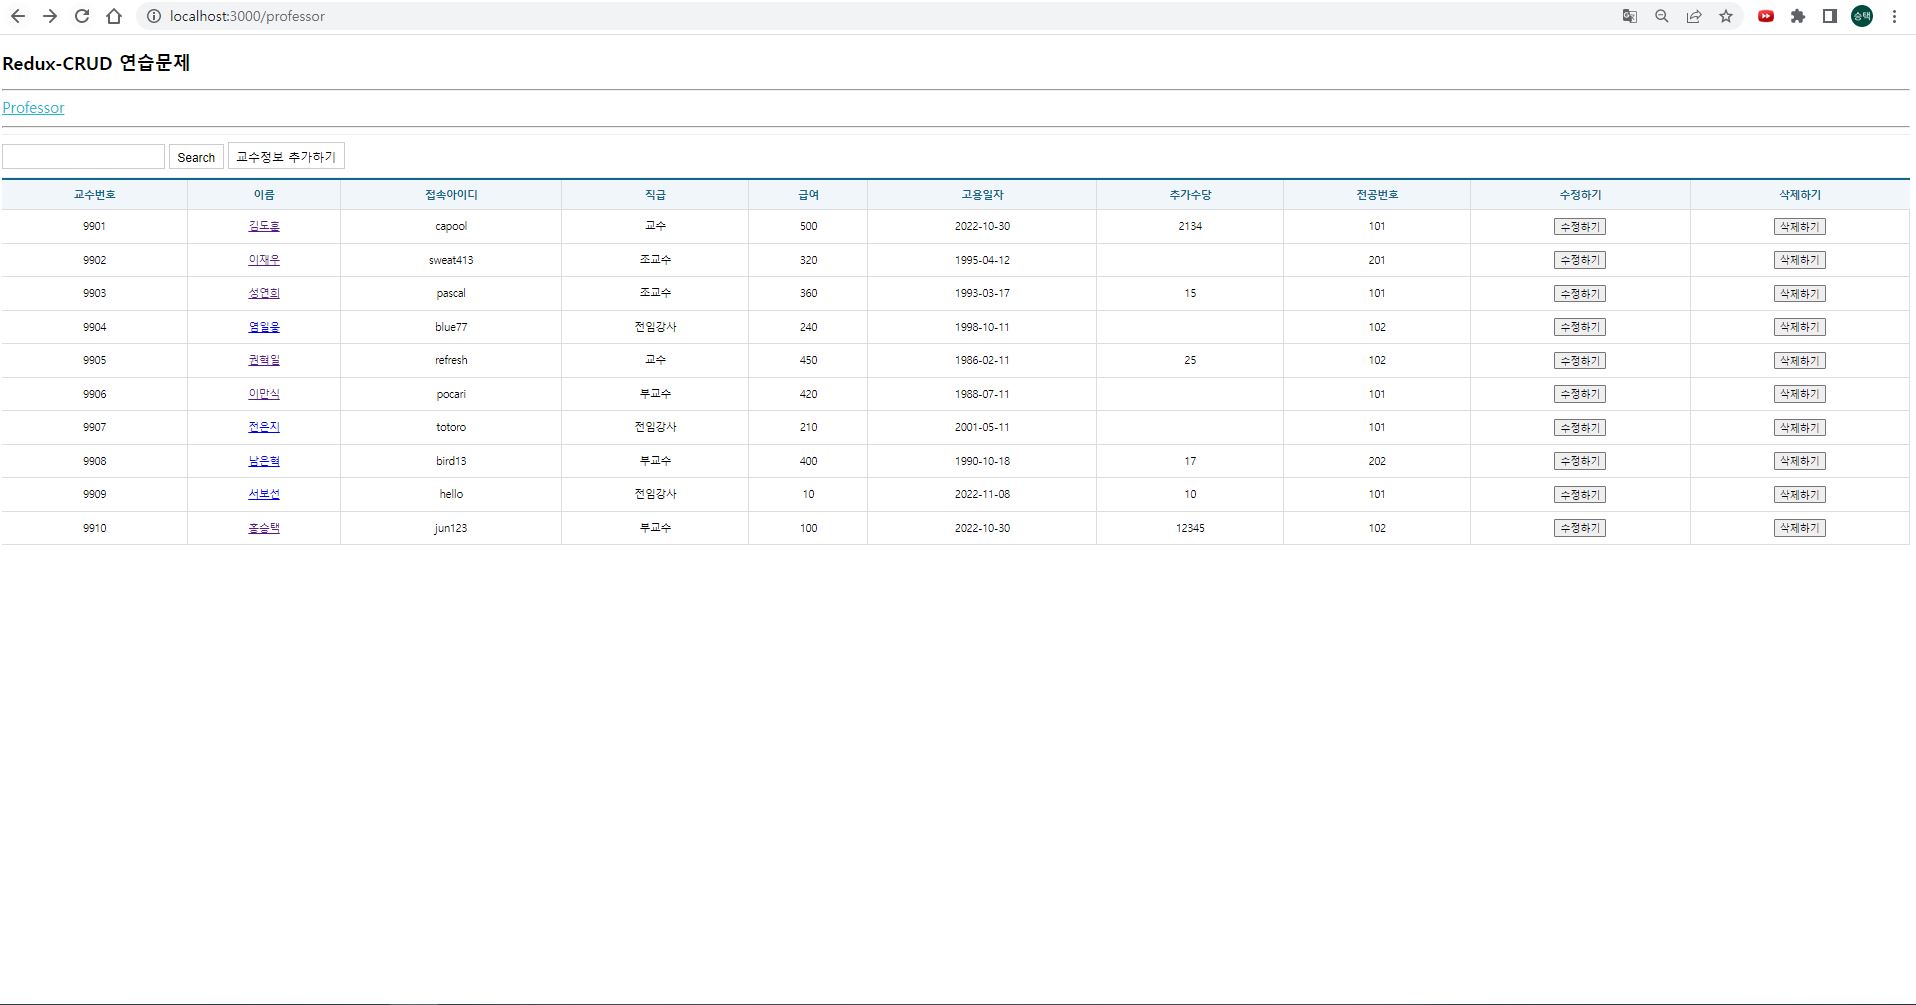 localhost:3000/professor
승택
Redux-CRUD 연습문제
Professor
Search 교수정보 추가하기
교수번호 이름 접속아이디 직급 급여 고용일자 추가수당 전공번호 수정하기 삭제하기
9901 김도훈 capool 교수 500 2022-10-30 2134 101 수정하기 삭제하기
9902 이재우 sweat413 조교수 320 1995-04-12 201 수정하기 삭제하기
9903 성연희 pascal 조교수 360 1993-03-17 15 101 수정하기 삭제하기
9904 염일웅 blue77 전임강사 240 1998-10-11 102 수정하기 삭제하기
9905 권혁일 refresh 교수 450 1986-02-11 25 102 수정하기 삭제하기
9906 이만식 pocari 부교수 420 1988-07-11 101 수정하기 삭제하기
9907 전은지 totoro 전임강사 210 2001-05-11 101 수정하기 삭제하기
9908 남은혁 bird13 부교수 400 1990-10-18 17 202 수정하기 삭제하기
9909 서보선 hello 전임강사 10 2022-11-08 10 101 수정하기 삭제하기
9910 홍승택 jun123 부교수 100 2022-10-30 12345 102 수정하기 삭제하기